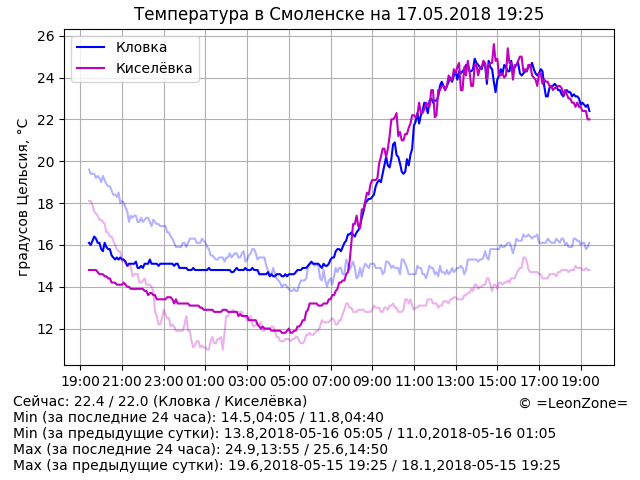 Температура в Смоленске на 17.05.2018 19:25
26
24
22
20
18
16
14
12
градусов Цельсия, °C
Кловка
Киселёвка
19:00 21:00 23:00 01:00 03:00 05:00 07:00 09:00 11:00 13:00 15:00 17:00 19:00
Сейчас: 22.4 / 22.0 (Кловка / Киселёвка)
© =LeonZone=
Min (за последние 24 часа): 14.5,04:05 / 11.8,04:40
Min (за предыдущие сутки): 13.8,2018-05-16 05:05 / 11.0,2018-05-16 01:05
Max (за последние 24 часа): 24.9,13:55 / 25.6,14:50
Max (за предыдущие сутки): 19.6,2018-05-15 19:25 / 18.1,2018-05-15 19:25